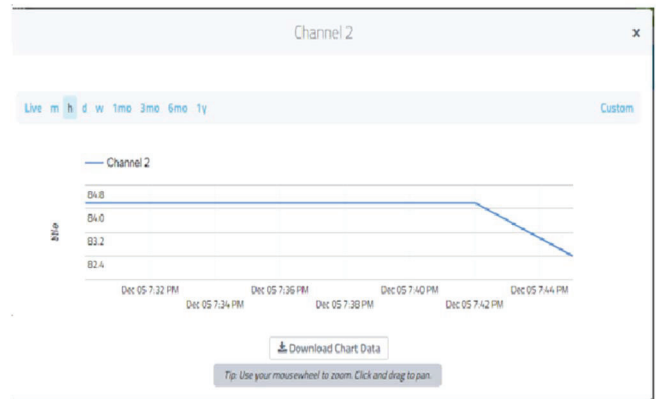 Channel 2
x
Live m h d w 1mo 3mo 6mo 1y Custom
Channel 2
84.8
84.0
83.2
82.4
Dec 05 7:32 PM Dec 05 7:36 PM Dec 05 7:40 PM Dec 05 7:44 PM
Dec 05 7:34 PM Dec 05 7:38 PM Dec 05 7:42 PM
Download Chart Data
Tip: Use your mousewheel to zoom. Click and drag to pan.